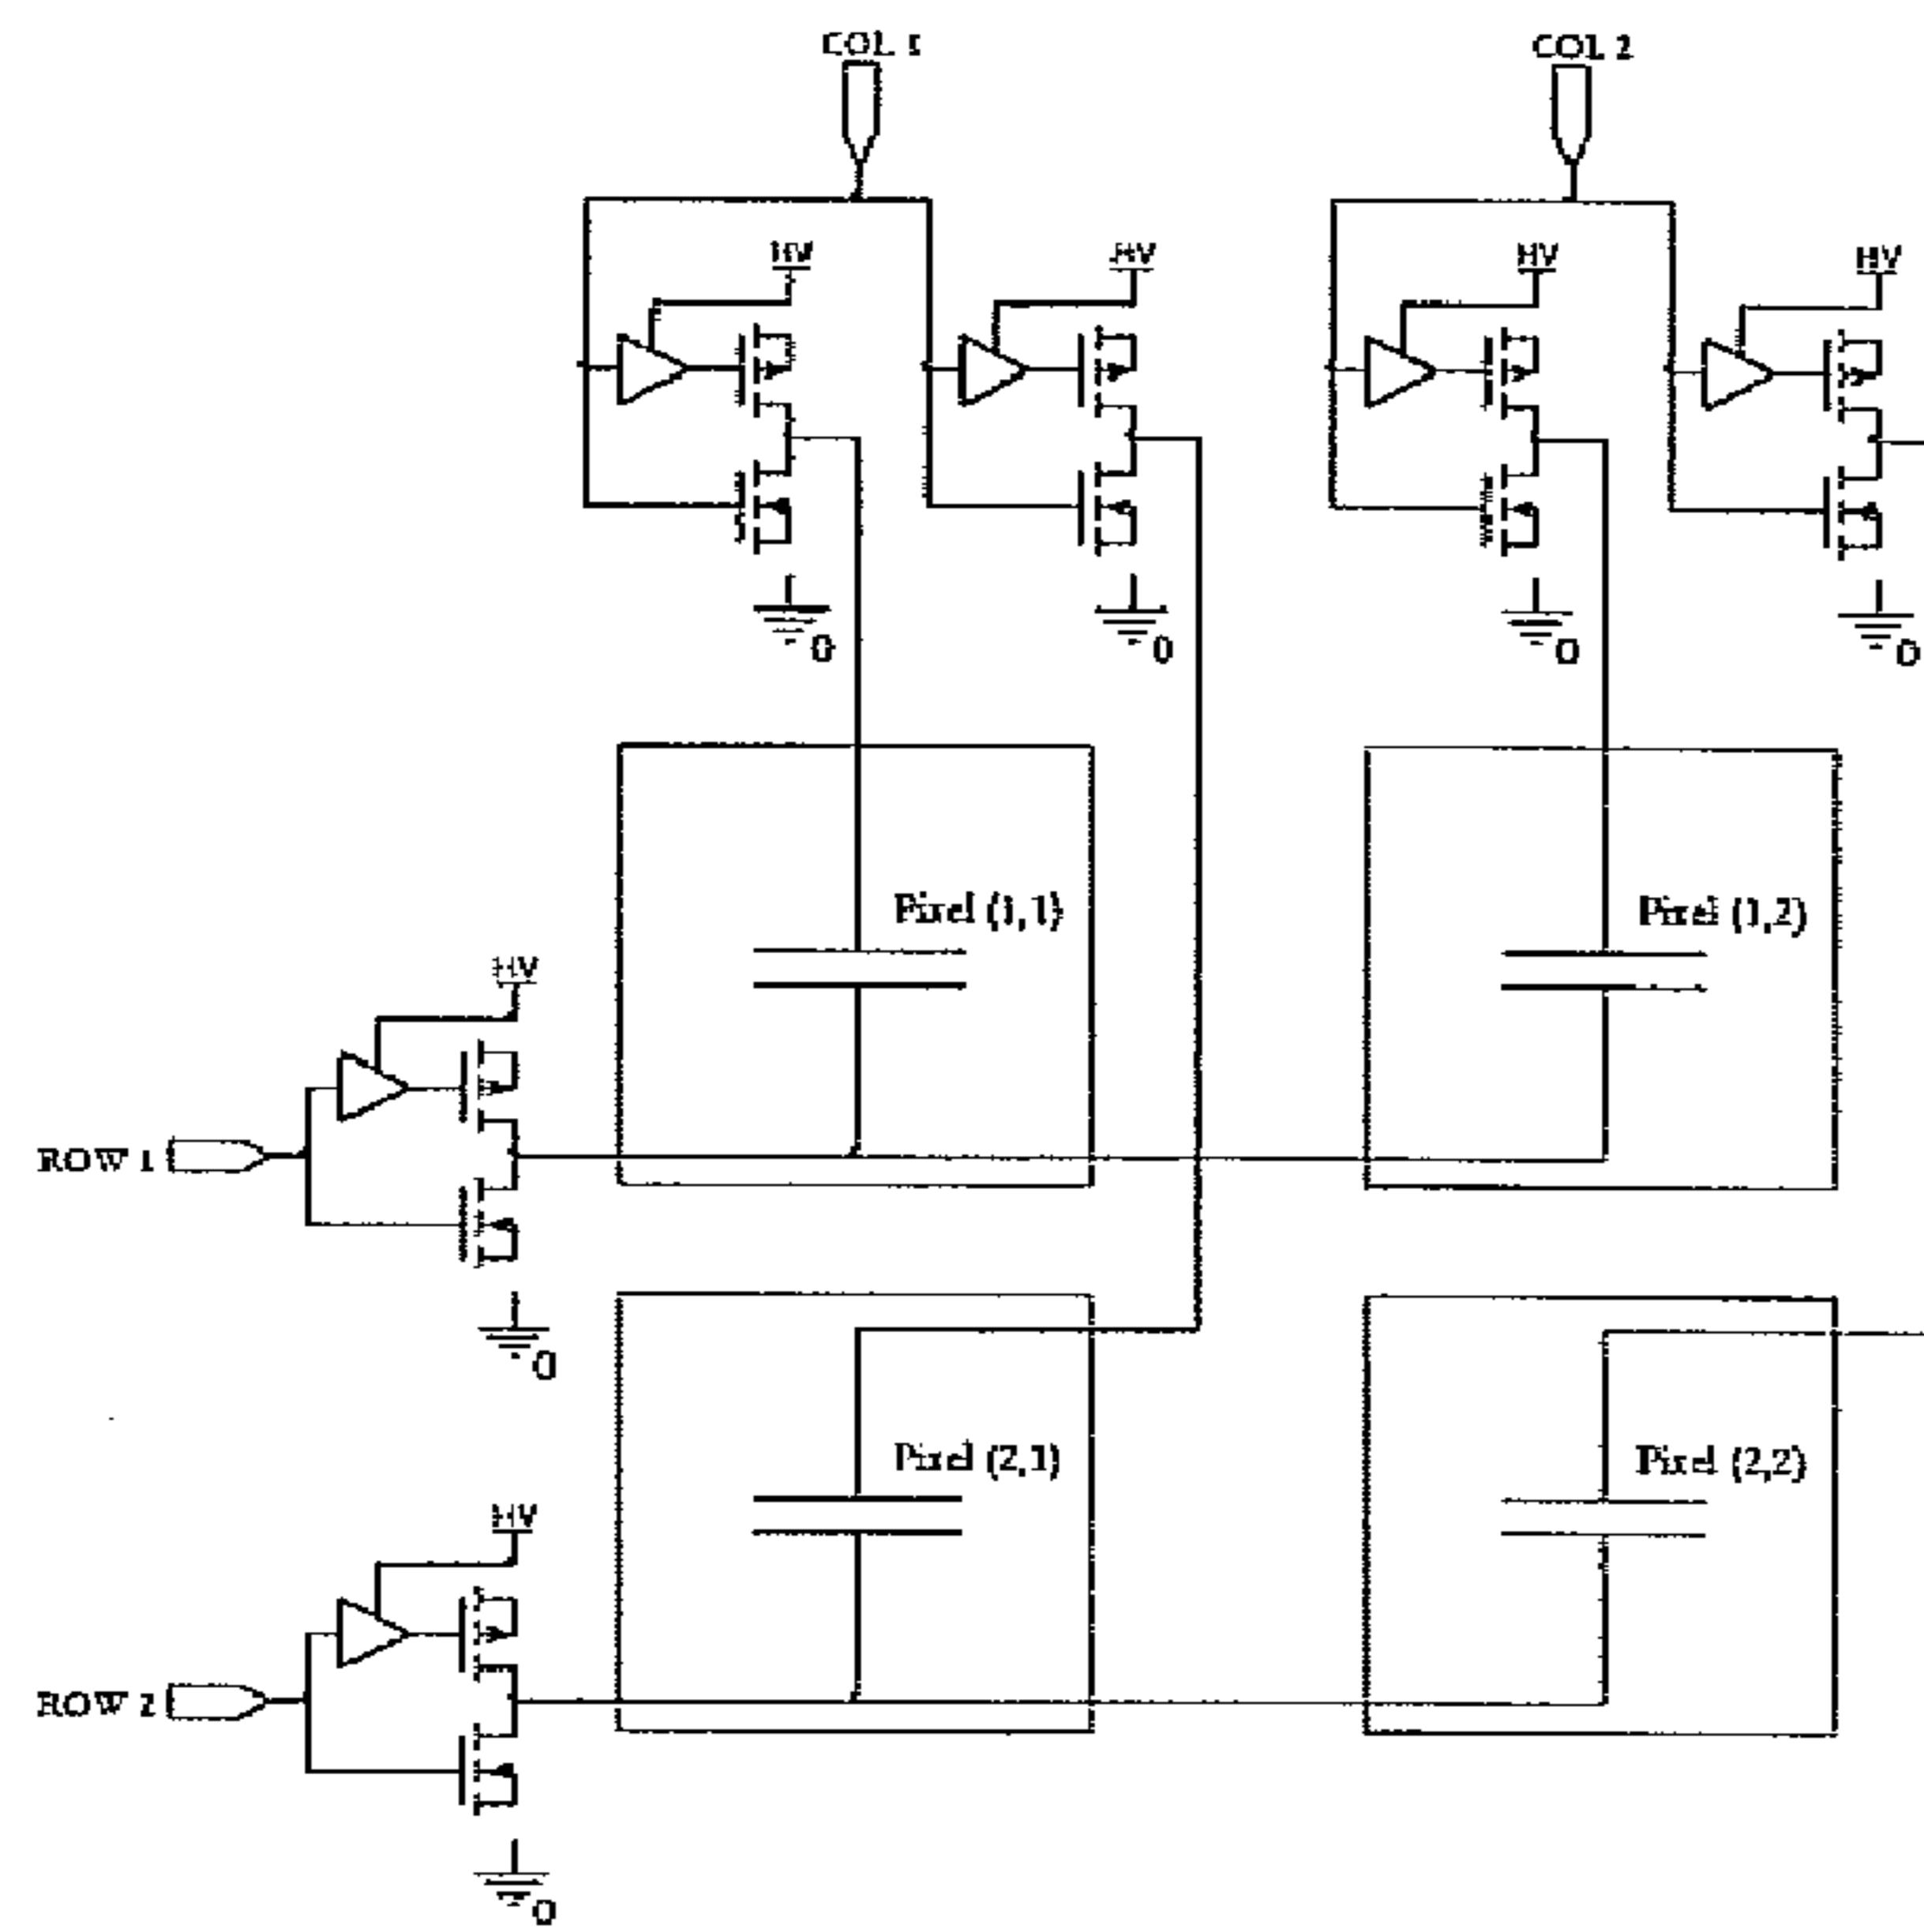 COL 1
COL 2
HV
HV
HV
HV
0
0
0
0
Pixel (1,1)
Pixel (1,2)
HV
ROW 1
0
Pixel (2,1)
Pixel (2,2)
HV
ROW 2
0